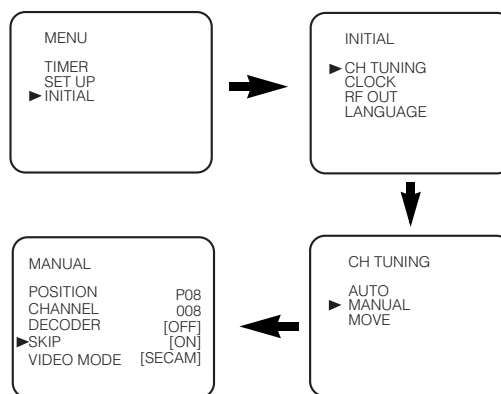 MENU
TIMER
SET UP
INITIAL
INITIAL
CH TUNING
CLOCK
RF OUT
LANGUAGE
CH TUNING
AUTO
MANUAL
MOVE
MANUAL
POSITION P08
CHANNEL 008
DECODER [OFF]
SKIP [ON]
VIDEO MODE [SECAM]